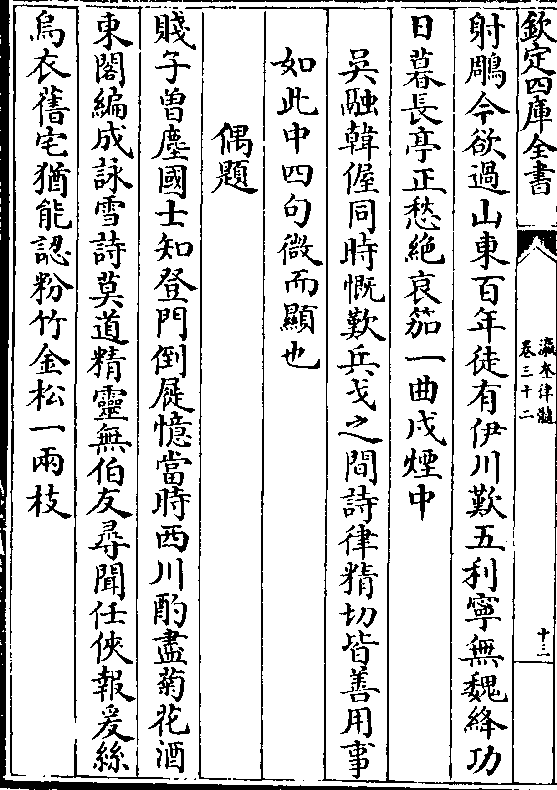 欽定四庫全書
瀛奎律髓
卷三十二
十三
射鵰今欲過山東百年徒有伊川歎五利寧無魏絳功
日暮長亭正愁絶哀笳一曲戍煙中
吳融韓偓同時慨歎兵戈之間詩律精切皆善用事
如此中四句微而顯也
偶題
賤子曽塵國士知登門倒屣憶當時西川酌盡菊花酒
東閣編成詠雪詩莫道精靈無伯友尋聞任俠報爰絲
烏衣舊宅猶能認粉竹金松一兩枝